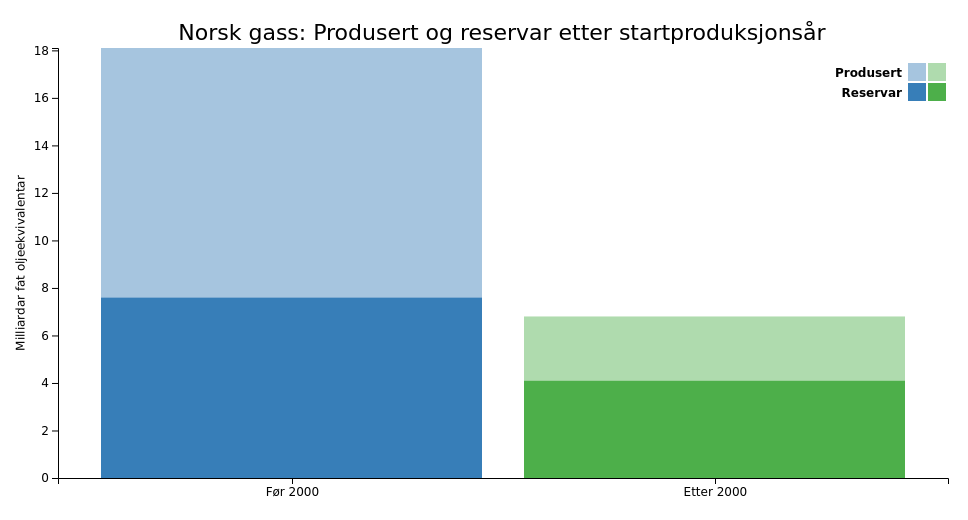 Norsk gass: Produsert og reservar etter startproduksjonsår
Produsert
Reservar
Milliardar fat oljeekvivalentar
18
16
14
12
10
8
6
4
2
0
Før 2000
Etter 2000